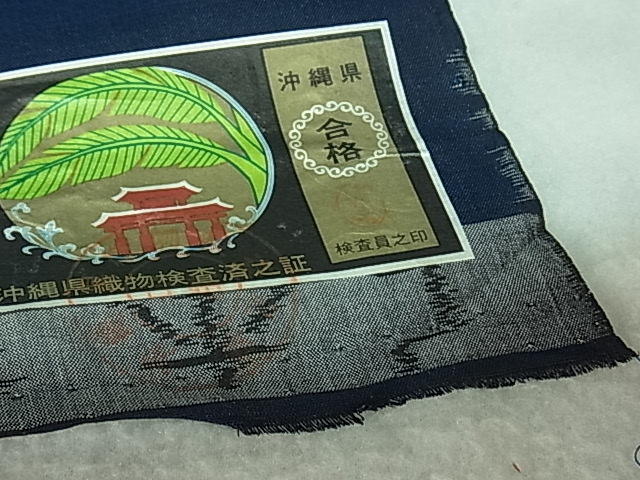 沖縄県
合格
検査員之印
沖縄県織物検査済之証